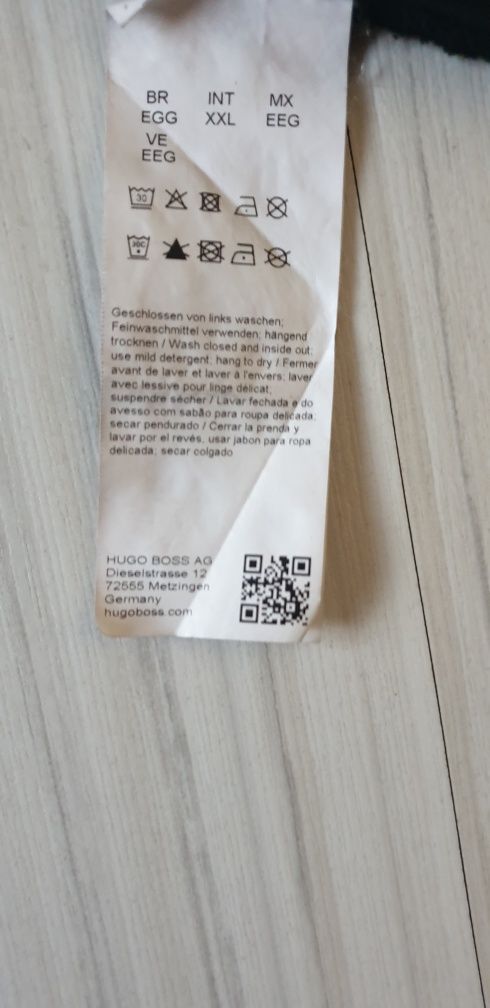 BR INT MX
EGG XXL EEG
VE
EEG
30
30C
Geschlossen von links waschen;
Feinwaschmittel verwenden; hängend
trocknen / Wash closed and inside out;
use mild detergent; hang to dry / Fermer
avant de laver et laver à l'envers; laver
avec lessive pour linge délicat;
suspendre sécher / Lavar fechada e do
avesso com sabão para roupa delicada;
secar pendurado / Cerrar la prenda y
lavar por el revés, usar jabon para ropa
delicada; secar colgado
HUGO BOSS AG
Dieselstrasse 12
72555 Metzingen
Germany
hugoboss.com